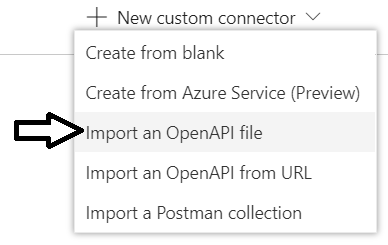 New custom connector
Create from blank
Create from Azure Service (Preview)
Import an OpenAPI file
Import an OpenAPI from URL
Import a Postman collection